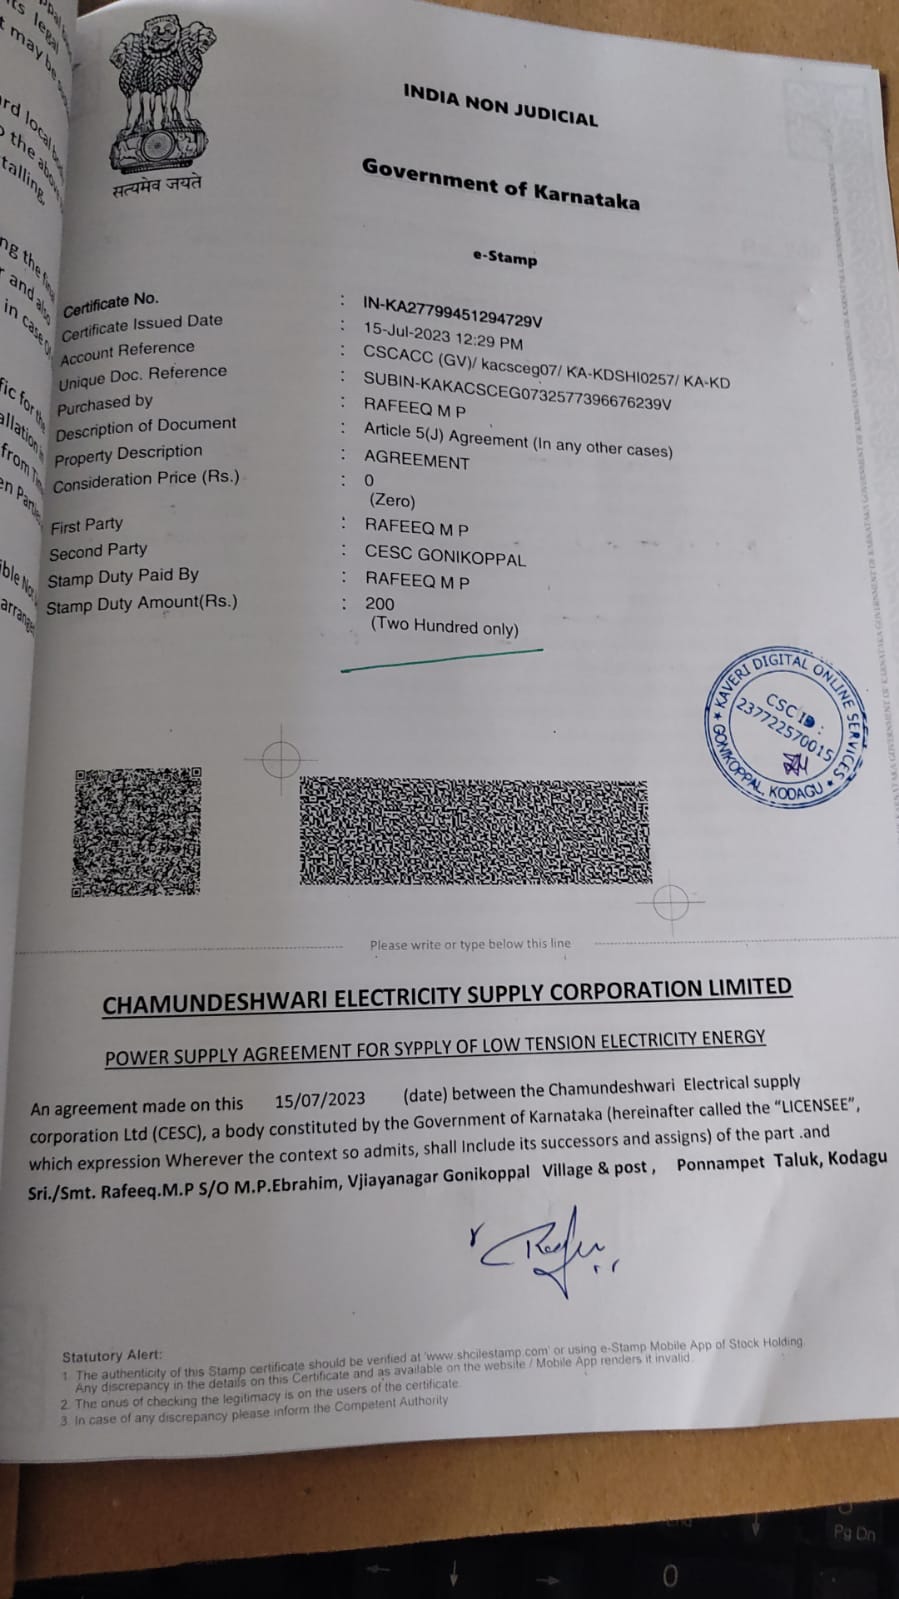 सत्यमेव जयते
INDIA NON JUDICIAL
Government of Karnataka
e-Stamp
Certificate No. : IN-KA27799451294729V
Certificate Issued Date : 15-Jul-2023 12:29 PM
Account Reference : CSCACC (GV)/ kacsceg07/ KA-KDSHI0257/ KA-KD
Unique Doc. Reference : SUBIN-KAKACSCEG0732577396676239V
Purchased by : RAFEEQ M P
Description of Document : Article 5(J) Agreement (In any other cases)
Property Description : AGREEMENT
Consideration Price (Rs.) : 0
(Zero)
First Party : RAFEEQ M P
Second Party : CESC GONIKOPPAL
Stamp Duty Paid By : RAFEEQ M P
Stamp Duty Amount(Rs.) : 200
(Two Hundred only)
KAVERI DIGITAL ONLINE SERVICES
CSC ID :
237722570015
GONIKOPPAL, KODAGU
Please write or type below this line
CHAMUNDESHWARI ELECTRICITY SUPPLY CORPORATION LIMITED
POWER SUPPLY AGREEMENT FOR SYPPLY OF LOW TENSION ELECTRICITY ENERGY
An agreement made on this 15/07/2023 (date) between the Chamundeshwari Electrical supply
corporation Ltd (CESC), a body constituted by the Government of Karnataka (hereinafter called the “LICENSEE”,
which expression Wherever the context so admits, shall Include its successors and assigns) of the part .and
Sri./Smt. Rafeeq.M.P S/O M.P.Ebrahim, Vjiayanagar Gonikoppal Village & post , Ponnampet Taluk, Kodagu
Statutory Alert:
1. The authenticity of this Stamp certificate should be verified at 'www.shcilestamp.com' or using e-Stamp Mobile App of Stock Holding.
Any discrepancy in the details on this Certificate and as available on the website / Mobile App renders it invalid.
2. The onus of checking the legitimacy is on the users of the certificate.
3. In case of any discrepancy please inform the Competent Authority
Pg Dn
0